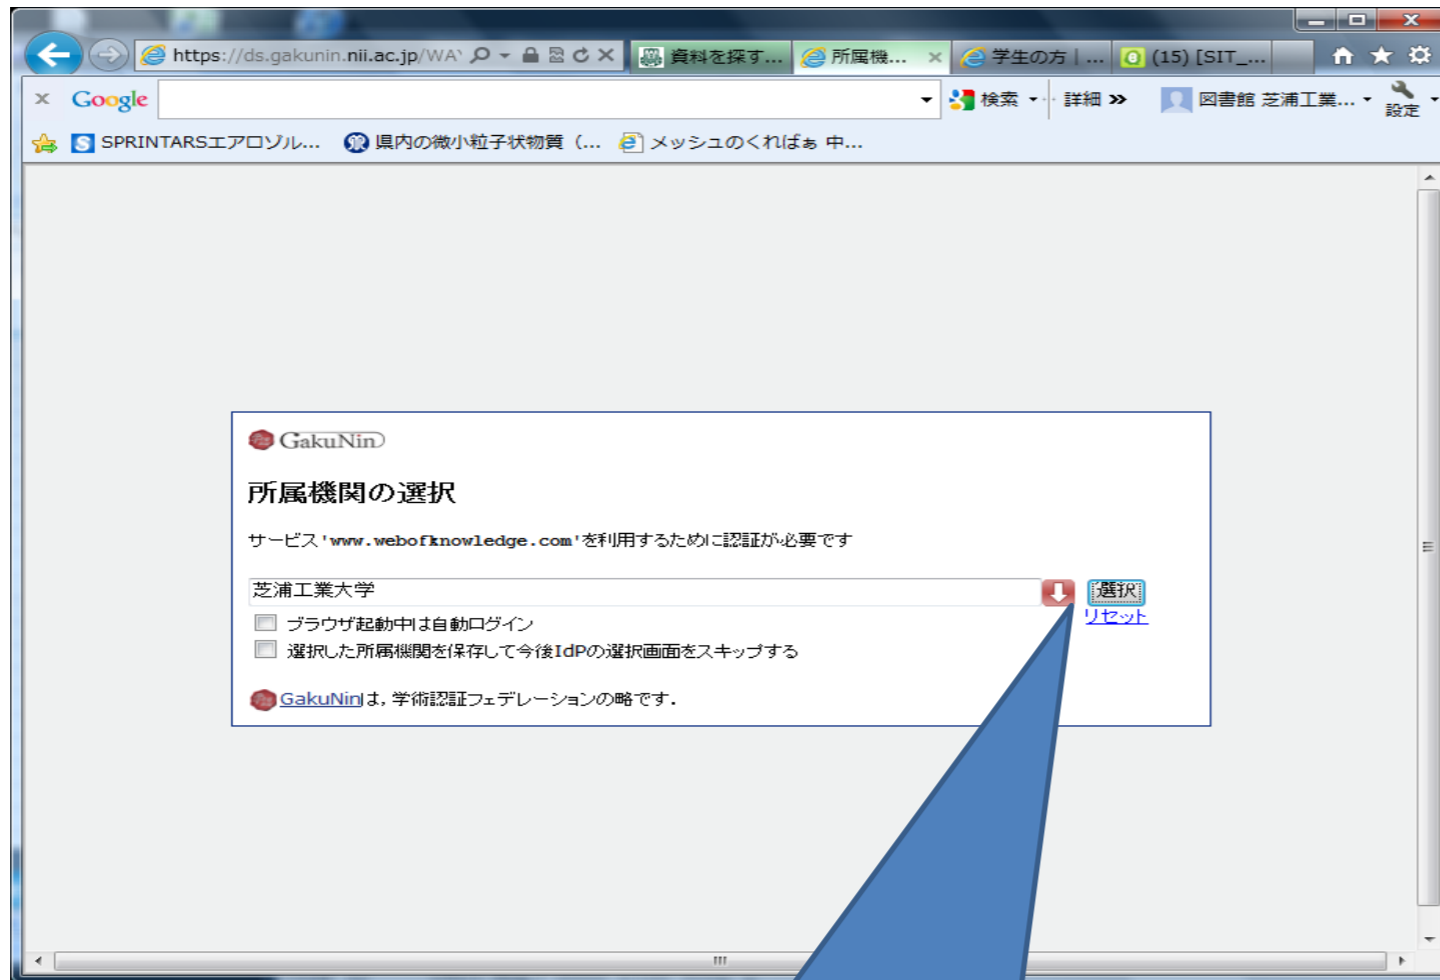 https://ds.gakunin.nii.ac.jp/WA
資料を探す...
所属機...
学生の方 | ...
(15) [SIT_...
Google
検索
詳細
図書館 芝浦工業...
設定
SPRINTARSエアロゾル...
県内の微小粒子状物質（...
メッシュのくればぁ 中...
GakuNin
所属機関の選択
サービス'www.webofknowledge.com'を利用するために認証が必要です
芝浦工業大学
選択
リセット
ブラウザ起動中は自動ログイン
選択した所属機関を保存して今後IdPの選択画面をスキップする
GakuNinは, 学術認証フェデレーションの略です.